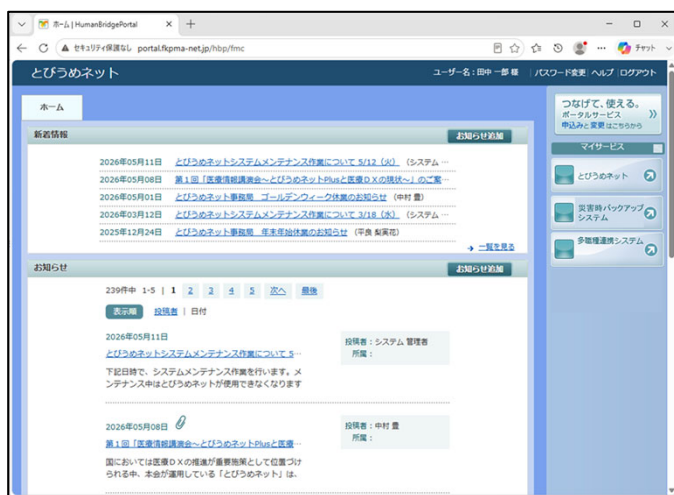 ホーム | HumanBridgePortal
セキュリティ保護なし portal.fkpma-net.jp/hbp/fmc
チャット
とびうめネット
ユーザー名：田中 一郎 様 | パスワード変更 | ヘルプ | ログアウト
ホーム
新着情報
お知らせ追加
2026年05月11日 とびうめネットシステムメンテナンス作業について 5/12（火） （システム …
2026年05月08日 第１回「医療情報講演会～とびうめネットPlusと医療ＤＸの現状～」のご案…
2026年05月01日 とびうめネット事務局 ゴールデンウィーク休業のお知らせ （中村 豊）
2026年03月12日 とびうめネットシステムメンテナンス作業について 3/18（水） （システム …
2025年12月24日 とびうめネット事務局 年末年始休業のお知らせ （平良 梨実花）
一覧を見る
お知らせ
お知らせ追加
239件中 1-5 | 1 2 3 4 5 次へ 最後
表示順 投稿者 | 日付
2026年05月11日
とびうめネットシステムメンテナンス作業について 5…
下記日時で、システムメンテナンス作業を行います。メ
ンテナンス中はとびうめネットが使用できなくなります
投稿者：システム 管理者
所属：
2026年05月08日
第１回「医療情報講演会～とびうめネットPlusと医療…
国においては医療ＤＸの推進が重要施策として位置づけ
られる中、本会が運用している「とびうめネット」は、
投稿者：中村 豊
所属：
つなげて、使える。
ポータルサービス
申込みと変更はこちらから
マイサービス
とびうめネット
災害時バックアップ
システム
多職種連携システム